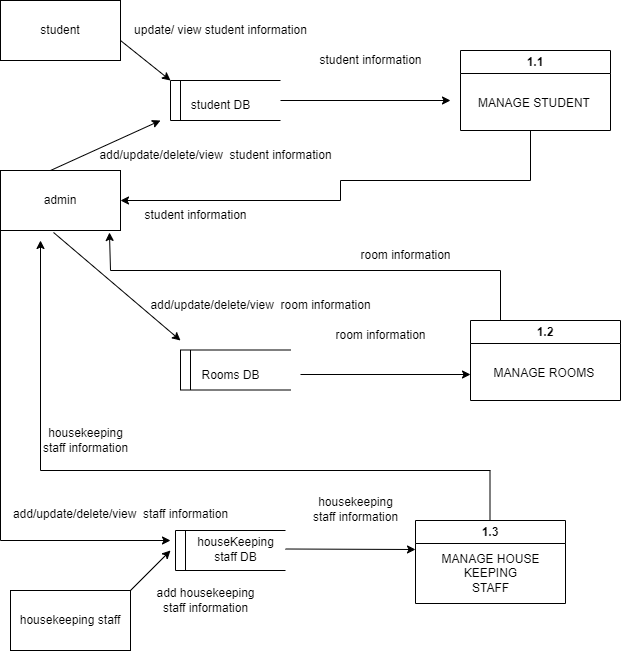 student
update/ view student information
student information
1.1
student DB
MANAGE STUDENT
add/update/delete/view  student information
admin
student information
room information
add/update/delete/view  room information
room information
1.2
Rooms DB
MANAGE ROOMS
housekeeping
staff information
housekeeping
staff information
add/update/delete/view  staff information
1.3
houseKeeping
staff DB
MANAGE HOUSE
KEEPING
STAFF
add housekeeping
staff information
housekeeping staff